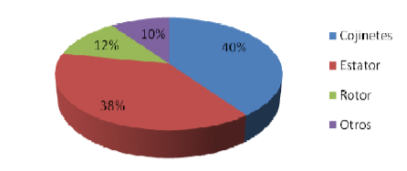 10%
12%
40%
38%
Cojinetes
Estator
Rotor
Otros